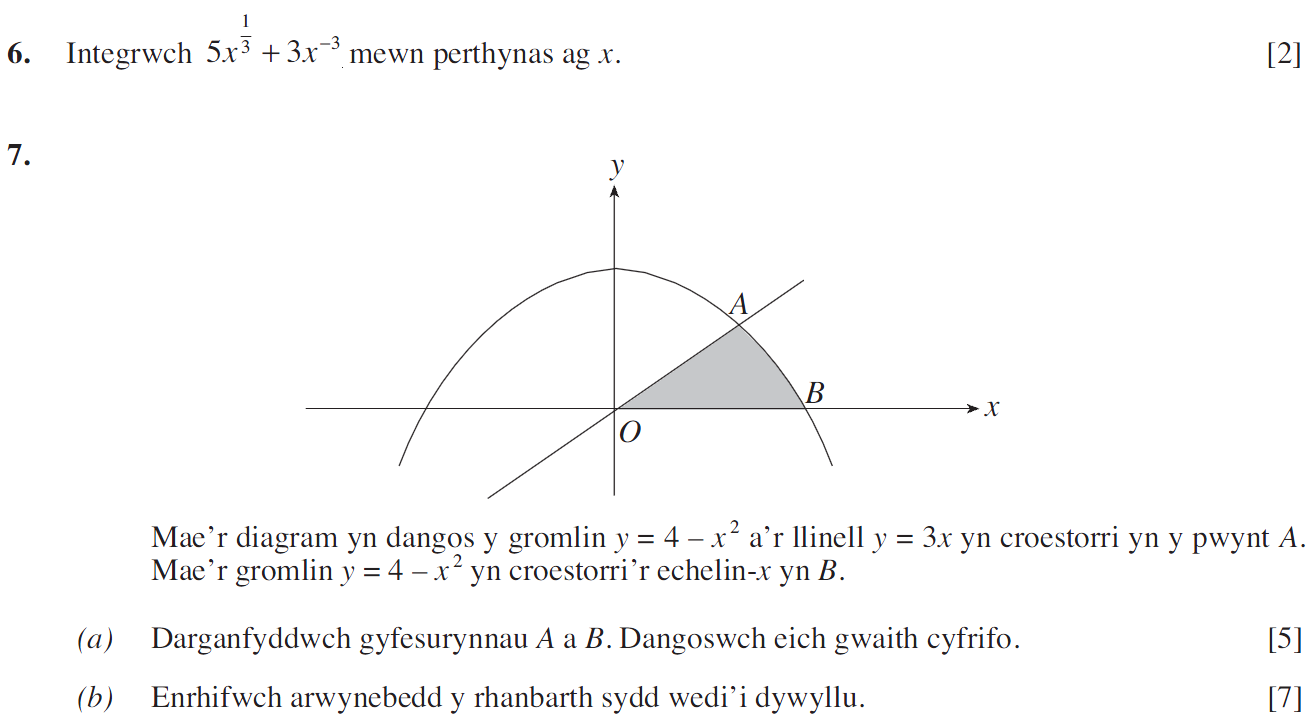 6. Integrwch 5x^{1/3} + 3x^{-3} mewn perthynas ag x. [2]
7.
y
A
B
x
O
Mae’r diagram yn dangos y gromlin y = 4 – x² a’r llinell y = 3x yn croestorri yn y pwynt A.
Mae’r gromlin y = 4 – x² yn croestorri’r echelin-x yn B.
(a) Darganfyddwch gyfesurynnau A a B. Dangoswch eich gwaith cyfrifo. [5]
(b) Enrhifwch arwynebedd y rhanbarth sydd wedi’i dywyllu. [7]